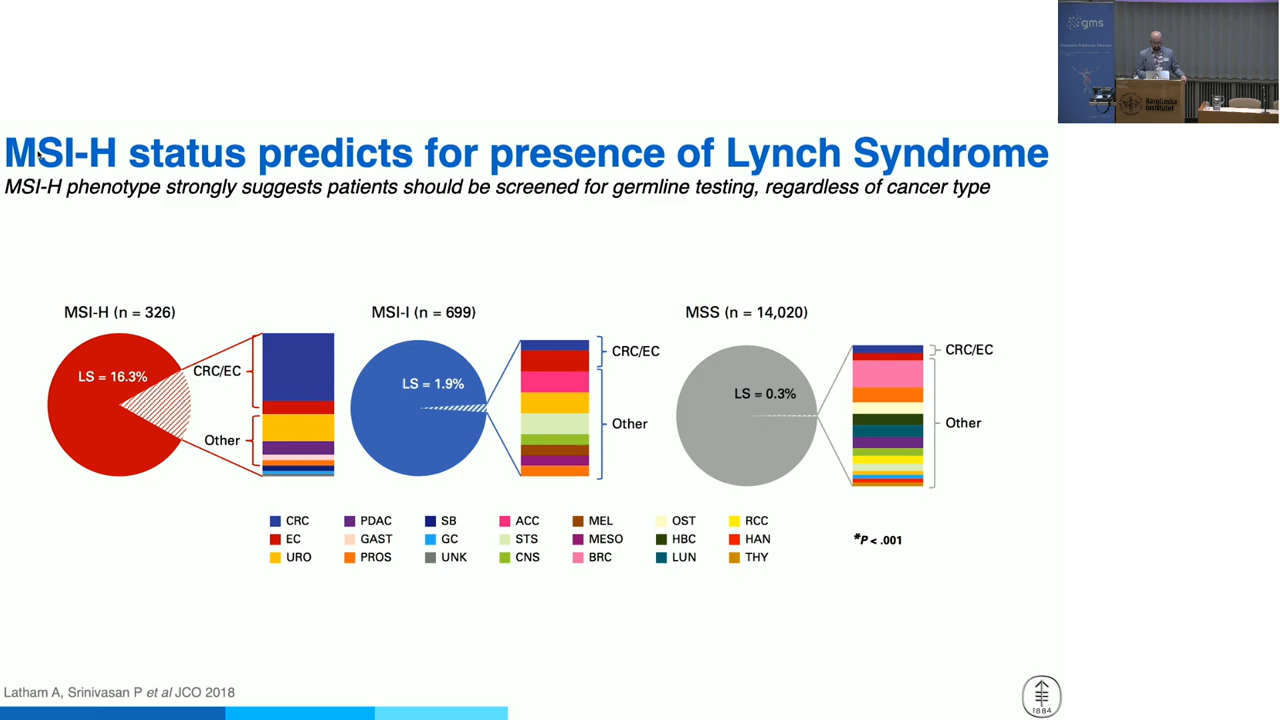 gms
Karolinska
Institutet
MSI-H status predicts for presence of Lynch Syndrome
MSI-H phenotype strongly suggests patients should be screened for germline testing, regardless of cancer type
MSI-H (n = 326)
MSI-I (n = 699)
MSS (n = 14,020)
LS = 16.3%
CRC/EC
Other
LS = 1.9%
CRC/EC
Other
LS = 0.3%
CRC/EC
Other
CRC PDAC SB ACC MEL OST RCC
EC GAST GC STS MESO HBC HAN
URO PROS UNK CNS BRC LUN THY
*P < .001
Latham A, Srinivasan P et al JCO 2018
1884